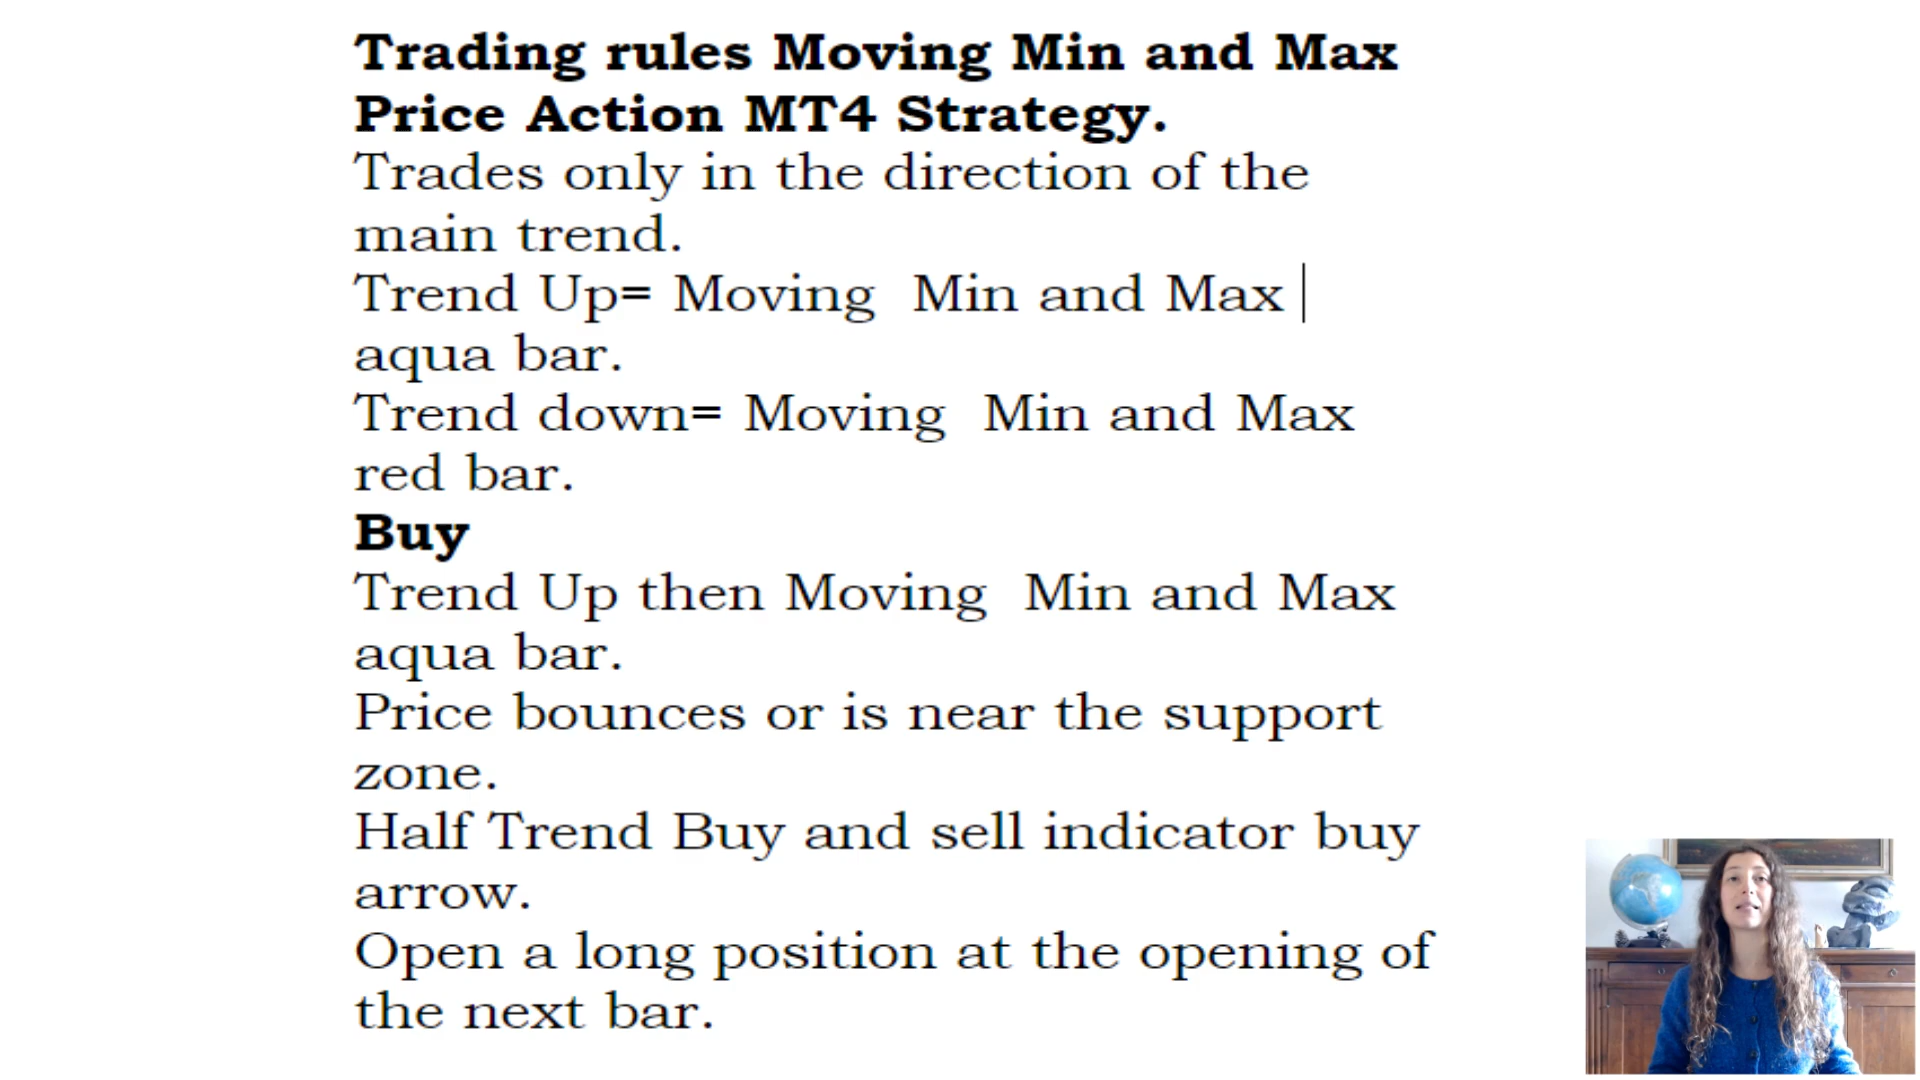 Trading rules Moving Min and Max
Price Action MT4 Strategy.
Trades only in the direction of the
main trend.
Trend Up= Moving  Min and Max
aqua bar.
Trend down= Moving  Min and Max
red bar.
Buy
Trend Up then Moving  Min and Max
aqua bar.
Price bounces or is near the support
zone.
Half Trend Buy and sell indicator buy
arrow.
Open a long position at the opening of
the next bar.